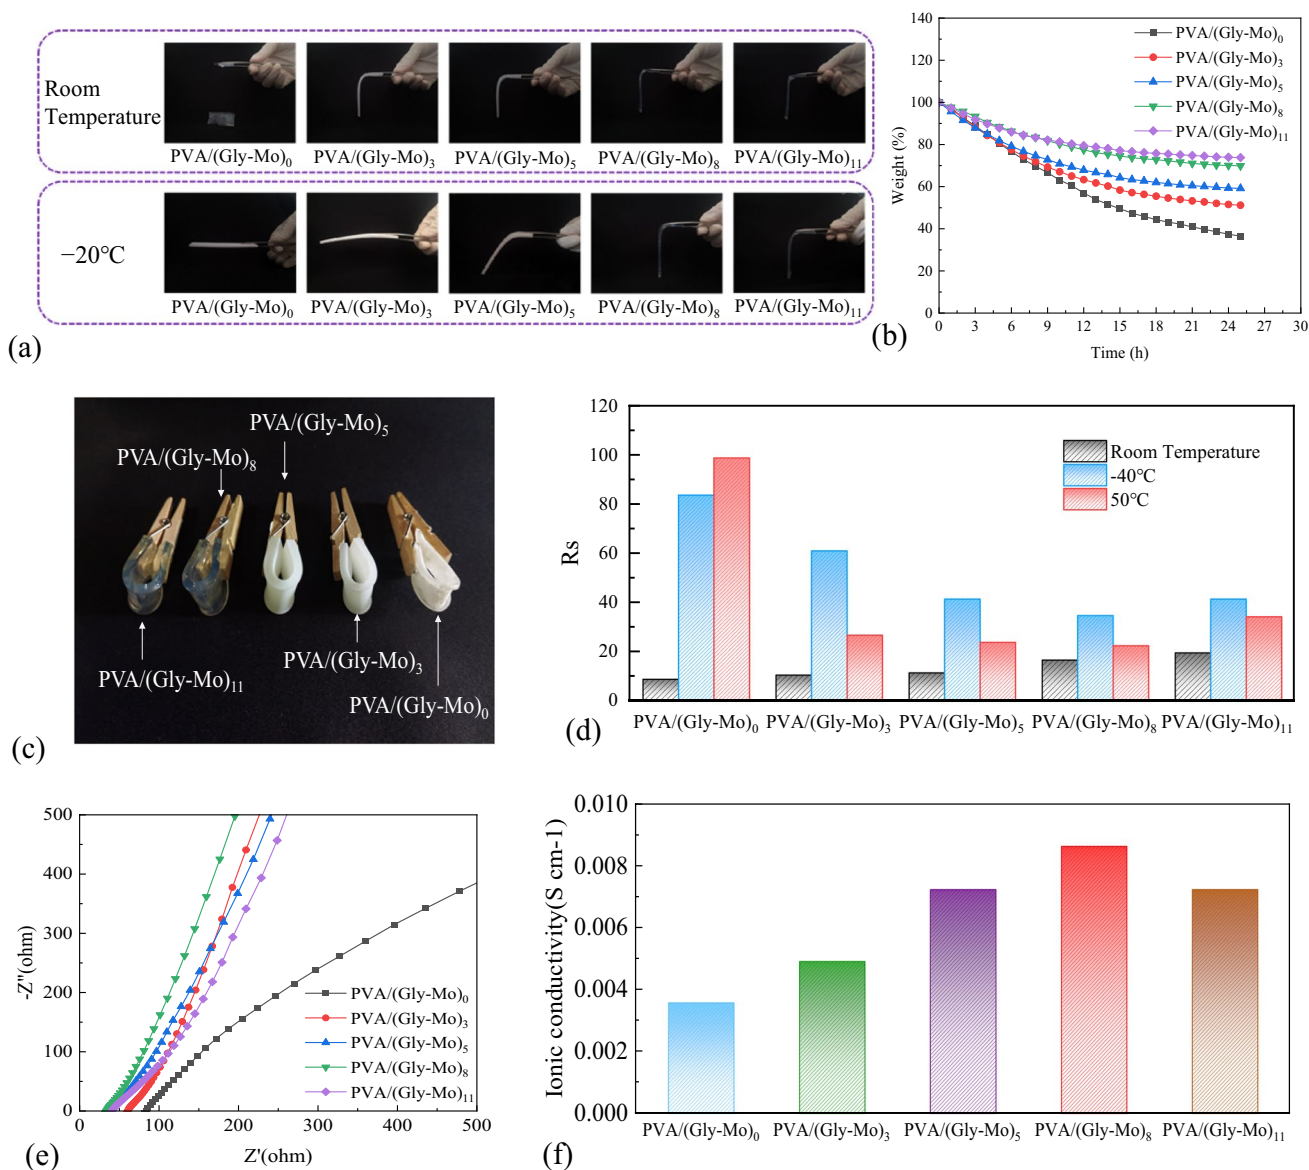 Room
Temperature
PVA/(Gly-Mo)₀ PVA/(Gly-Mo)₃ PVA/(Gly-Mo)₅ PVA/(Gly-Mo)₈ PVA/(Gly-Mo)₁₁
−20℃
PVA/(Gly-Mo)₀ PVA/(Gly-Mo)₃ PVA/(Gly-Mo)₅ PVA/(Gly-Mo)₈ PVA/(Gly-Mo)₁₁
(a)
140
120
100
80
60
40
20
0
Weight (%)
PVA/(Gly-Mo)₀
PVA/(Gly-Mo)₃
PVA/(Gly-Mo)₅
PVA/(Gly-Mo)₈
PVA/(Gly-Mo)₁₁
0 3 6 9 12 15 18 21 24 27 30
Time (h)
(b)
PVA/(Gly-Mo)₅
PVA/(Gly-Mo)₈
PVA/(Gly-Mo)₃
PVA/(Gly-Mo)₁₁
PVA/(Gly-Mo)₀
(c)
120
100
80
60
40
20
0
Rs
Room Temperature
-40℃
50℃
PVA/(Gly-Mo)₀ PVA/(Gly-Mo)₃ PVA/(Gly-Mo)₅ PVA/(Gly-Mo)₈ PVA/(Gly-Mo)₁₁
(d)
500
400
300
200
100
0
-Z"(ohm)
PVA/(Gly-Mo)₀
PVA/(Gly-Mo)₃
PVA/(Gly-Mo)₅
PVA/(Gly-Mo)₈
PVA/(Gly-Mo)₁₁
0 100 200 300 400 500
Z'(ohm)
(e)
0.010
0.008
0.006
0.004
0.002
0.000
Ionic conductivity(S cm-1)
PVA/(Gly-Mo)₀ PVA/(Gly-Mo)₃ PVA/(Gly-Mo)₅ PVA/(Gly-Mo)₈ PVA/(Gly-Mo)₁₁
(f)